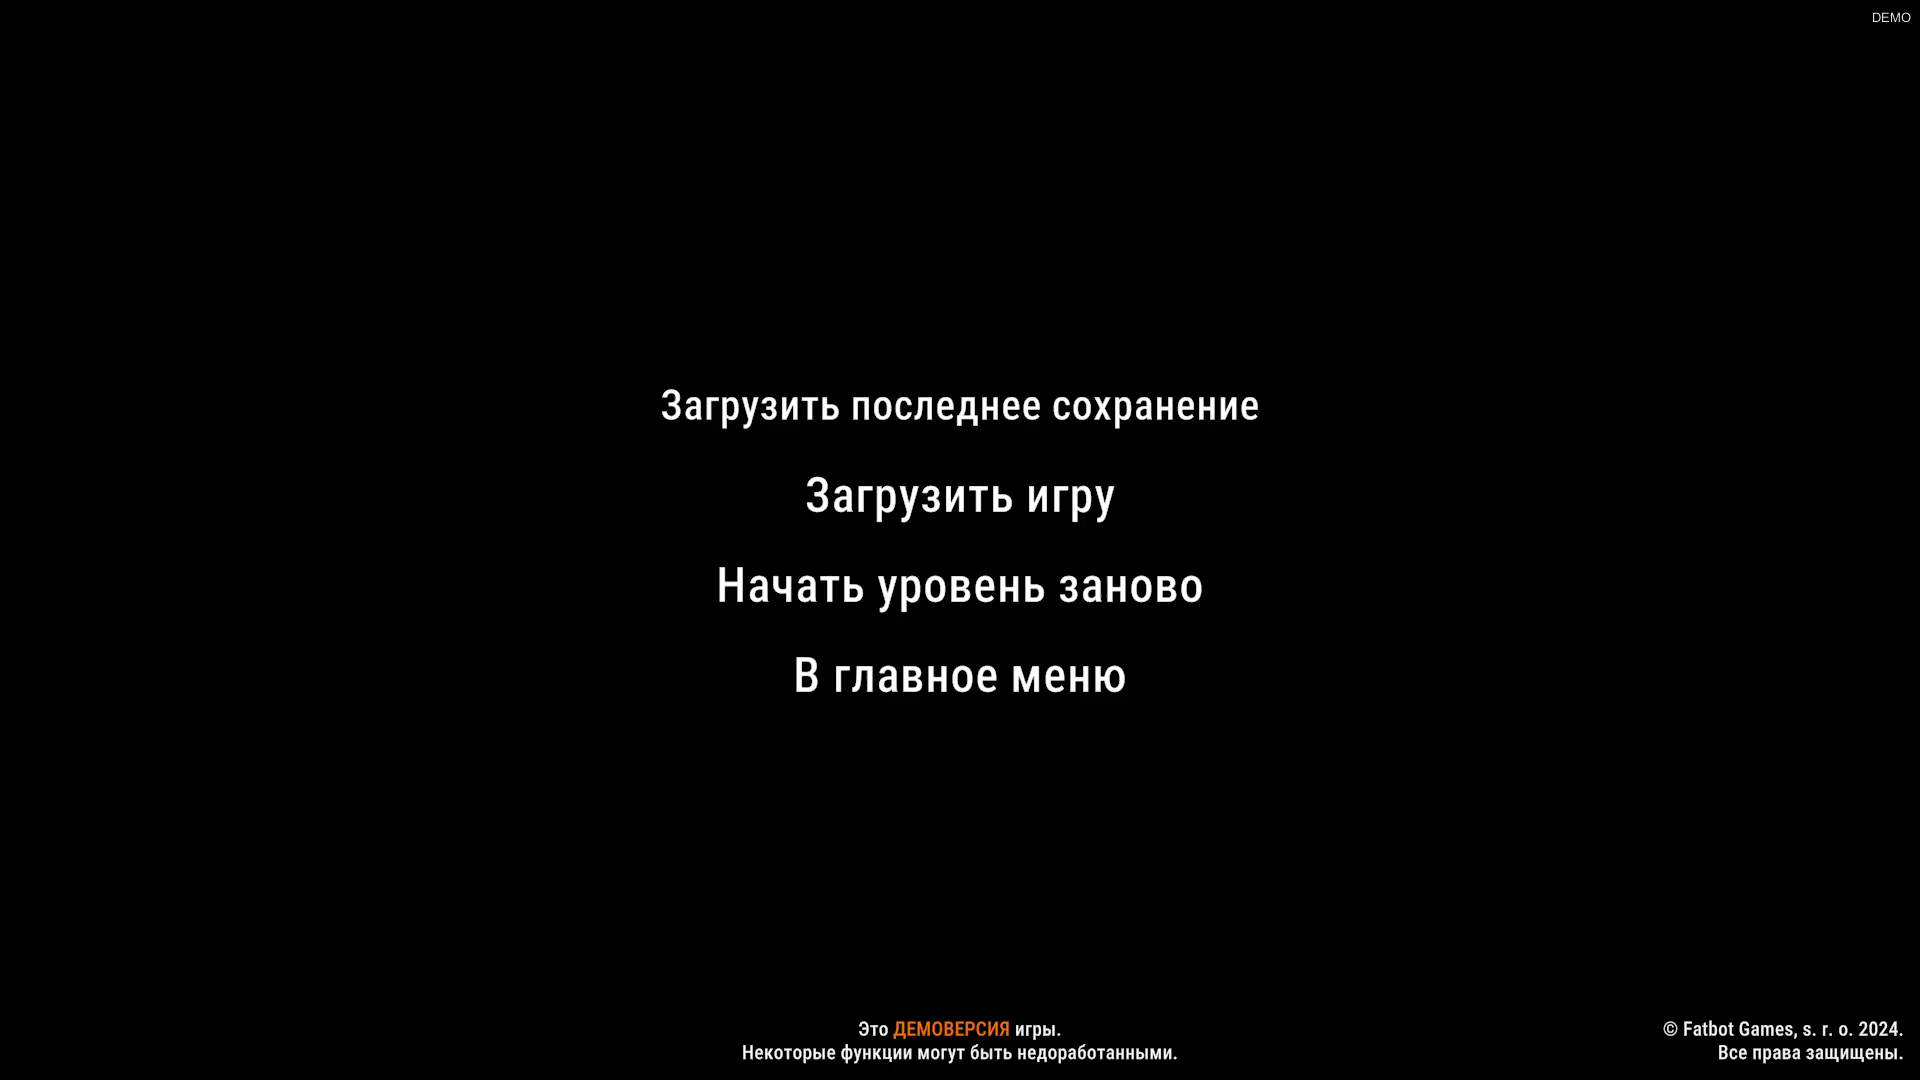 DEMO
Загрузить последнее сохранение
Загрузить игру
Начать уровень заново
В главное меню
Это ДЕМОВЕРСИЯ игры.
Некоторые функции могут быть недоработанными.
© Fatbot Games, s. r. o. 2024.
Все права защищены.